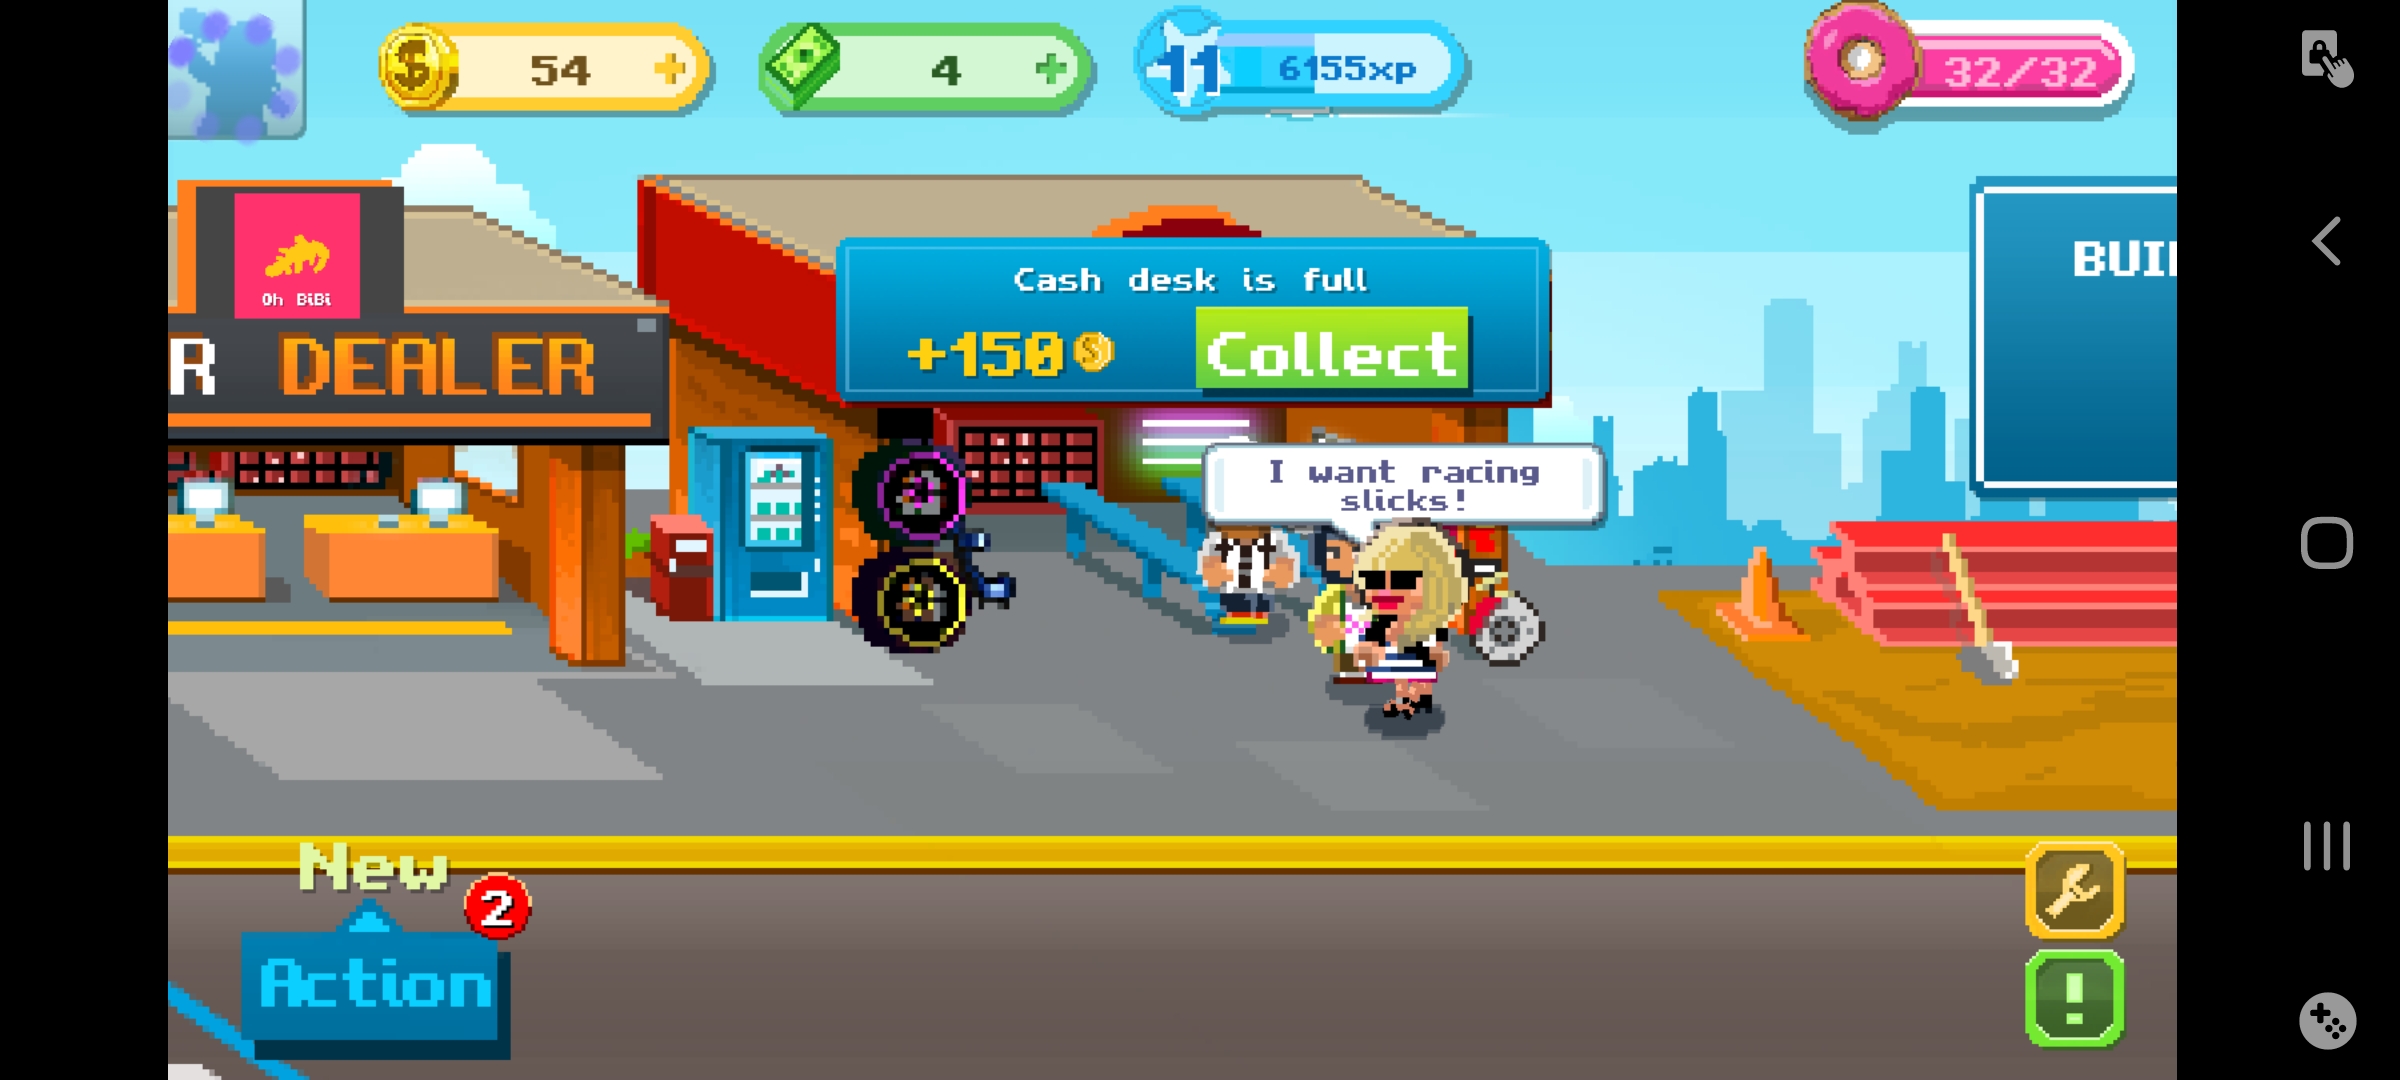 54 +
4 +
11 6155xp
32/32
Oh BiBi
R DEALER
Cash desk is full
+150 Collect
I want racing
slicks!
BUI
New
2
Action
!